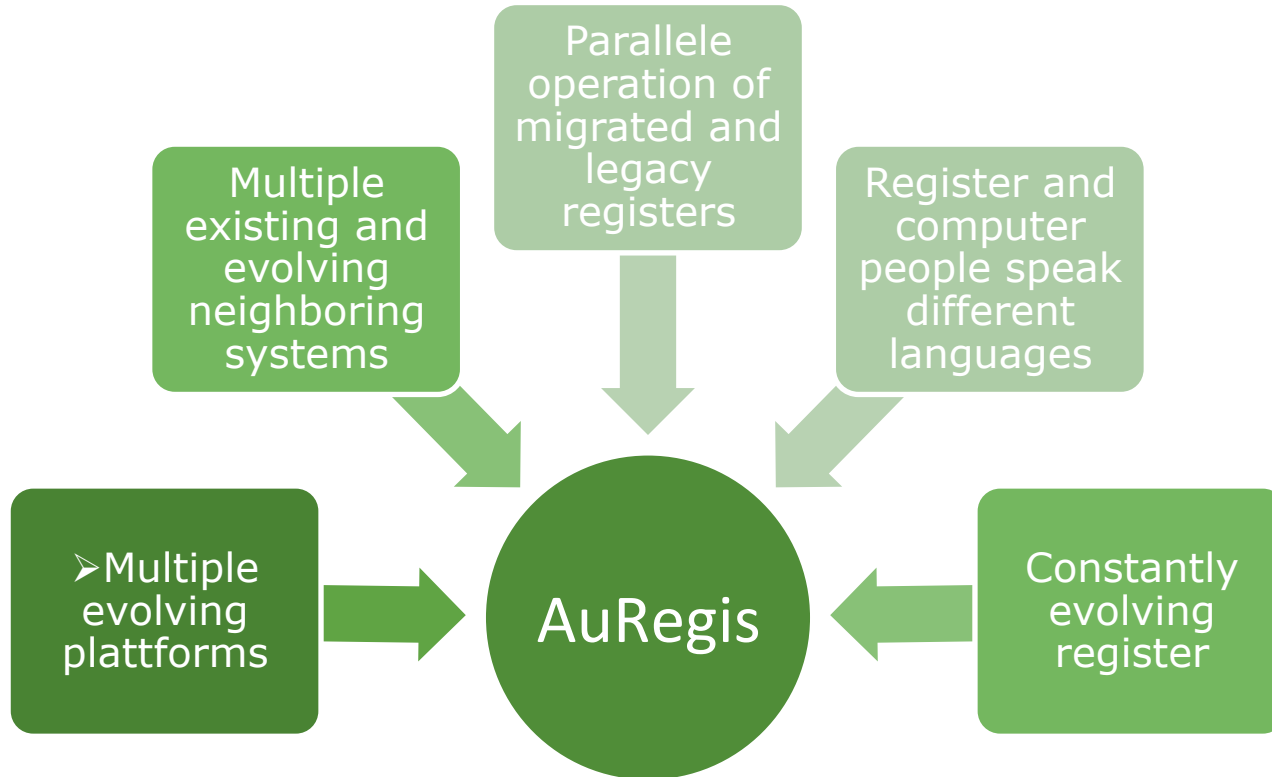 Parallele
operation of
migrated and
legacy
registers
Multiple
existing and
evolving
neighboring
systems
Register and
computer
people speak
different
languages
➢Multiple
evolving
plattforms
AuRegis
Constantly
evolving
register